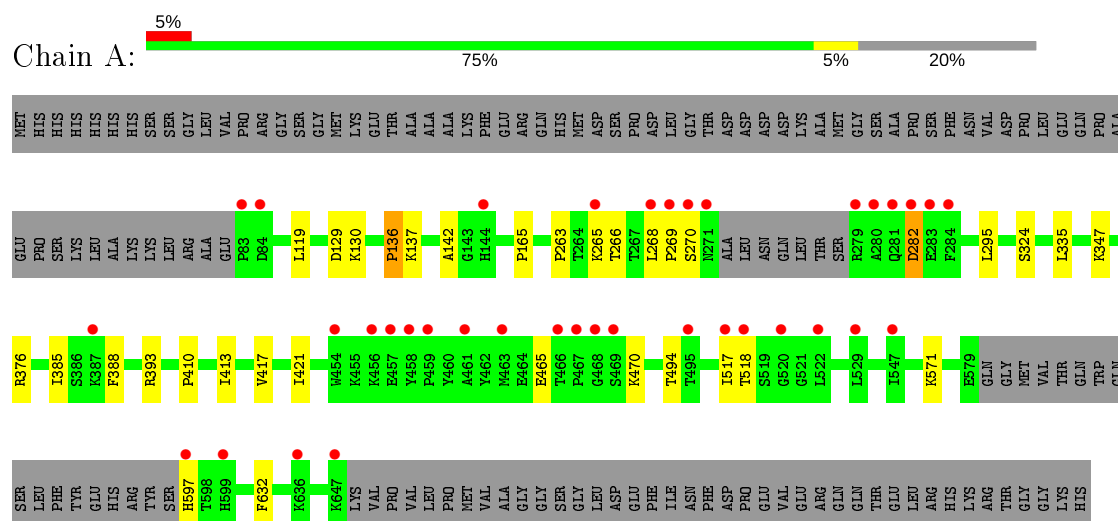 5%
Chain A:
75% 5% 20%
MET HIS HIS HIS HIS HIS HIS SER SER GLY LEU VAL PRO ARG GLY SER GLY MET LYS GLU THR ALA ALA ALA LYS PHE GLU ARG GLN HIS MET ASP SER PRO ASP LEU GLY THR ASP ASP ASP ASP LYS ALA MET GLY SER ALA PRO SER PHE ASN VAL ASP PRO LEU GLU GLN PRO ALA
GLU PRO SER LYS LEU ALA LYS LYS LEU ARG ALA GLU P83 D84 L119 D129 K130 P136 K137 A142 G143 H144 P165 P263 T264 K265 T266 T267 L268 P269 S270 N271 ALA LEU ASN GLN LEU THR SER R279 A280 Q281 D282 E283 F284 L295 S324 L335 K347
R376 I385 S386 K387 F388 R393 P410 I413 V417 I421 W454 K455 K456 E457 Y458 P459 Y460 A461 Y462 M463 E464 E465 T466 P467 G468 S469 K470 T494 T495 I517 T518 S519 G520 G521 L522 L529 I547 K571 E579 GLN GLY MET VAL THR GLN TRP GLN
SER LEU PHE TYR GLU HIS ARG TYR SER H597 T598 H599 F632 K636 K647 LYS VAL PRO VAL LEU PRO MET VAL ALA GLY GLY SER GLY LEU ASP GLU PHE ILE ASN PHE ASP PRO GLU VAL GLU ARG GLN GLN THR GLU LEU ARG HIS LYS ARG THR GLY GLY LYS HIS